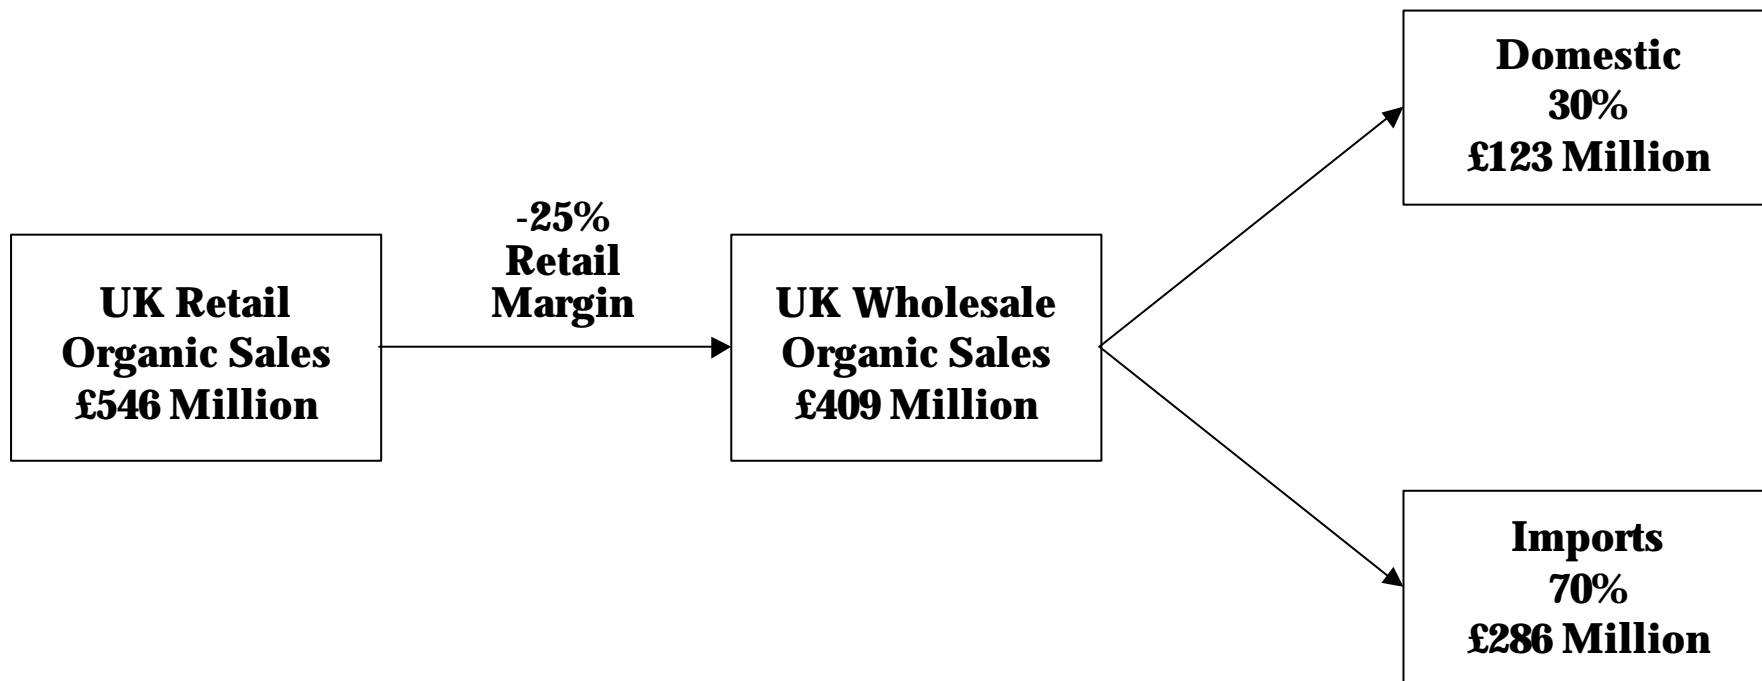 Domestic
30%
£123 Million
-25%
Retail
Margin
UK Retail
Organic Sales
£546 Million
UK Wholesale
Organic Sales
£409 Million
Imports
70%
£286 Million